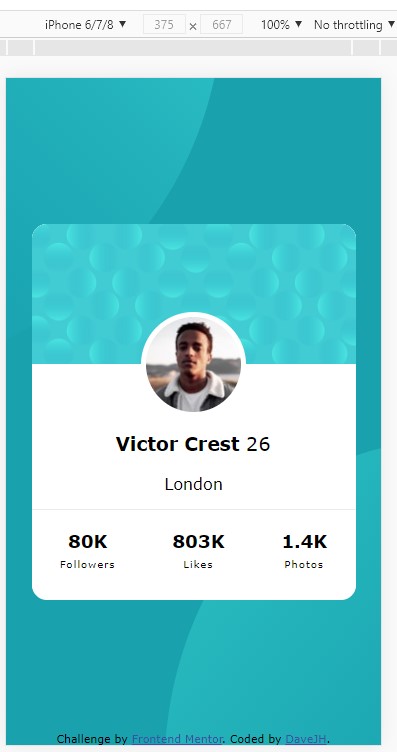 iPhone 6/7/8 ▼ 375 × 667 100% ▼ No throttling ▼
Victor Crest 26
London
80K 803K 1.4K
Followers Likes Photos
Challenge by Frontend Mentor. Coded by DaveJH.